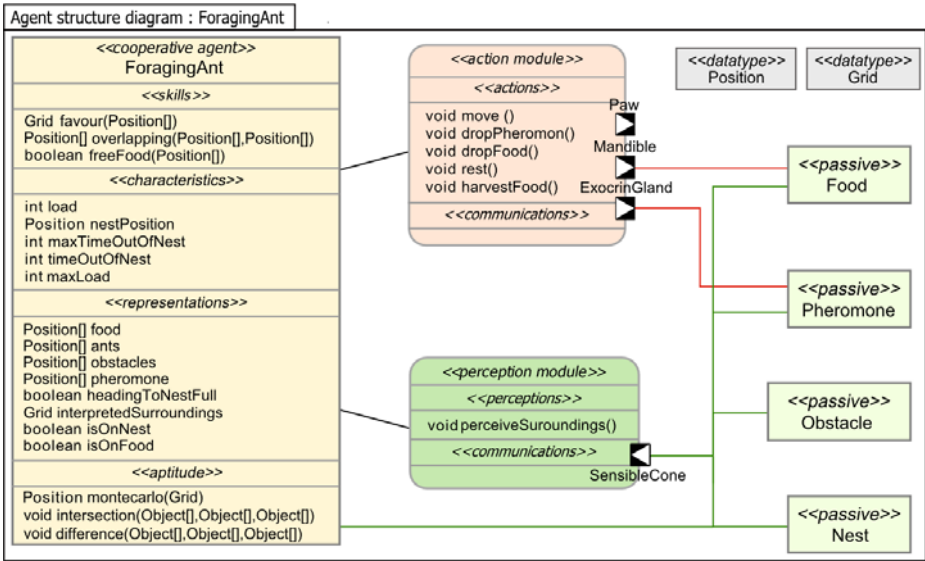 Agent structure diagram : ForagingAnt
<<cooperative agent>>
ForagingAnt
<<skills>>
Grid favour(Position[])
Position[] overlapping(Position[],Position[])
boolean freeFood(Position[])
<<characteristics>>
int load
Position nestPosition
int maxTimeOutOfNest
int timeOutOfNest
int maxLoad
<<representations>>
Position[] food
Position[] ants
Position[] obstacles
Position[] pheromone
boolean headingToNestFull
Grid interpretedSurroundings
boolean isOnNest
boolean isOnFood
<<aptitude>>
Position montecarlo(Grid)
void intersection(Object[],Object[],Object[])
void difference(Object[],Object[],Object[])
<<action module>>
<<actions>>
void move ()
void dropPheromon()
void dropFood()
void rest()
void harvestFood()
<<communications>>
Paw
Mandible
ExocrinGland
<<perception module>>
<<perceptions>>
void perceiveSuroundings()
<<communications>>
SensibleCone
<<datatype>>
Position
<<datatype>>
Grid
<<passive>>
Food
<<passive>>
Pheromone
<<passive>>
Obstacle
<<passive>>
Nest